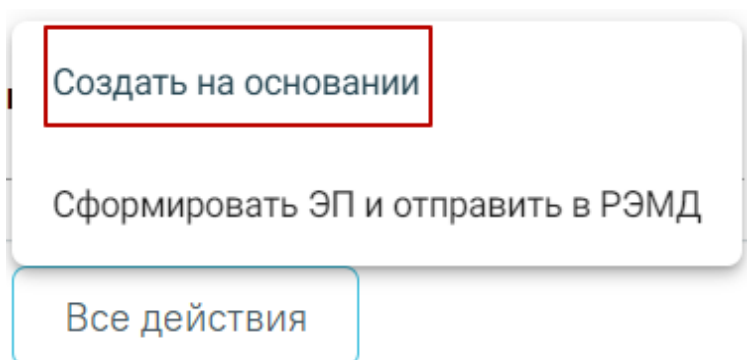 Создать на основании
Сформировать ЭП и отправить в РЭМД
Все действия